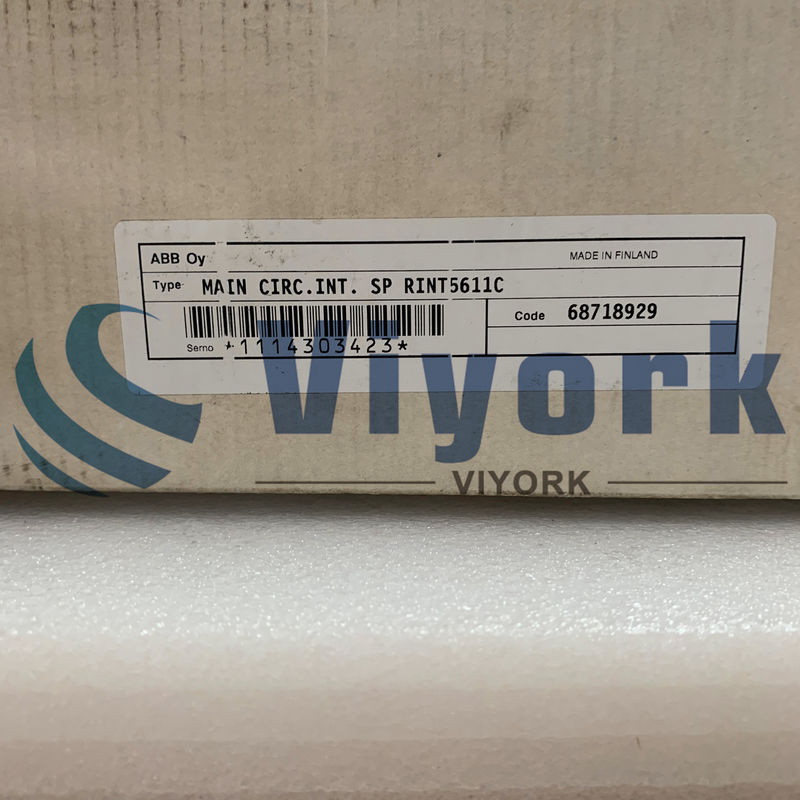 ABB Oy MADE IN FINLAND
Type MAIN CIRC.INT. SP RINT5611C
Code 68718929
Serno *1114303423*
Viyork
VIYORK